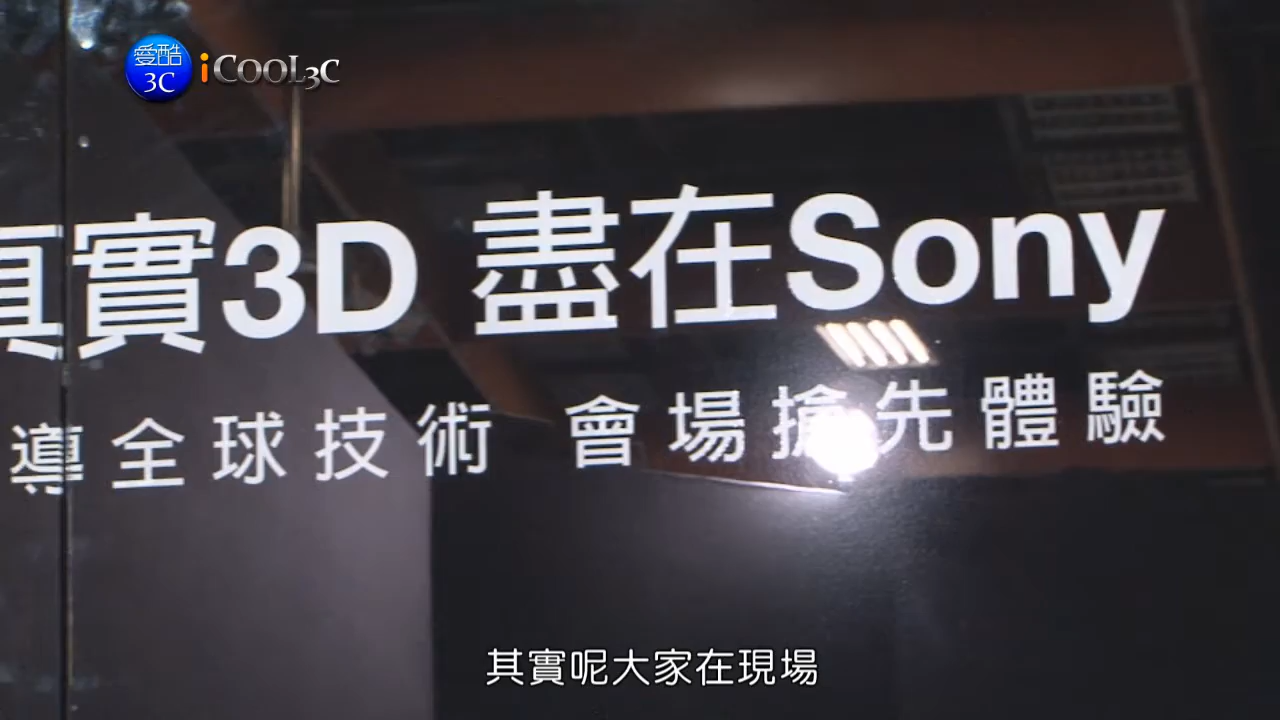 愛酷
3C
iCOOL3C
真實3D 盡在Sony
導全球技術 會場搶先體驗
其實呢大家在現場